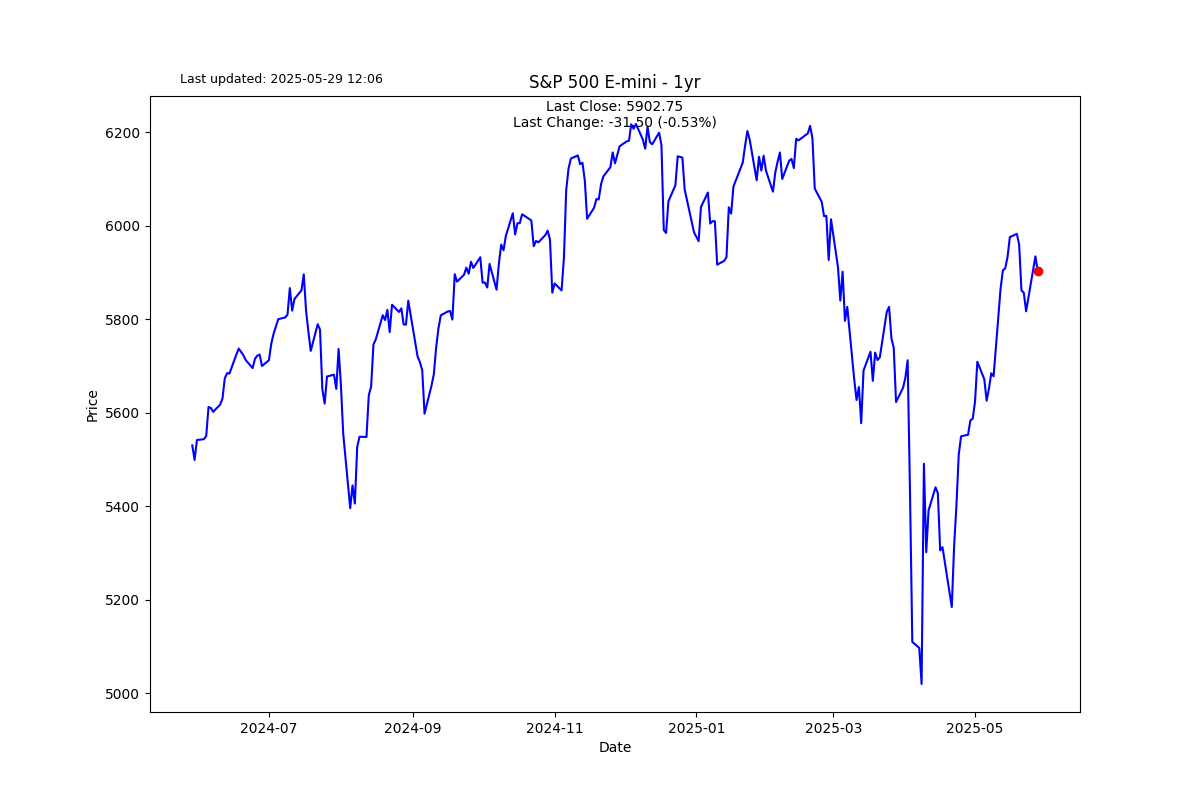 Last updated: 2025-05-29 12:06
S&P 500 E-mini - 1yr
Last Close: 5902.75
Last Change: -31.50 (-0.53%)
6200
6000
5800
5600
5400
5200
5000
Price
2024-07
2024-09
2024-11
2025-01
2025-03
2025-05
Date